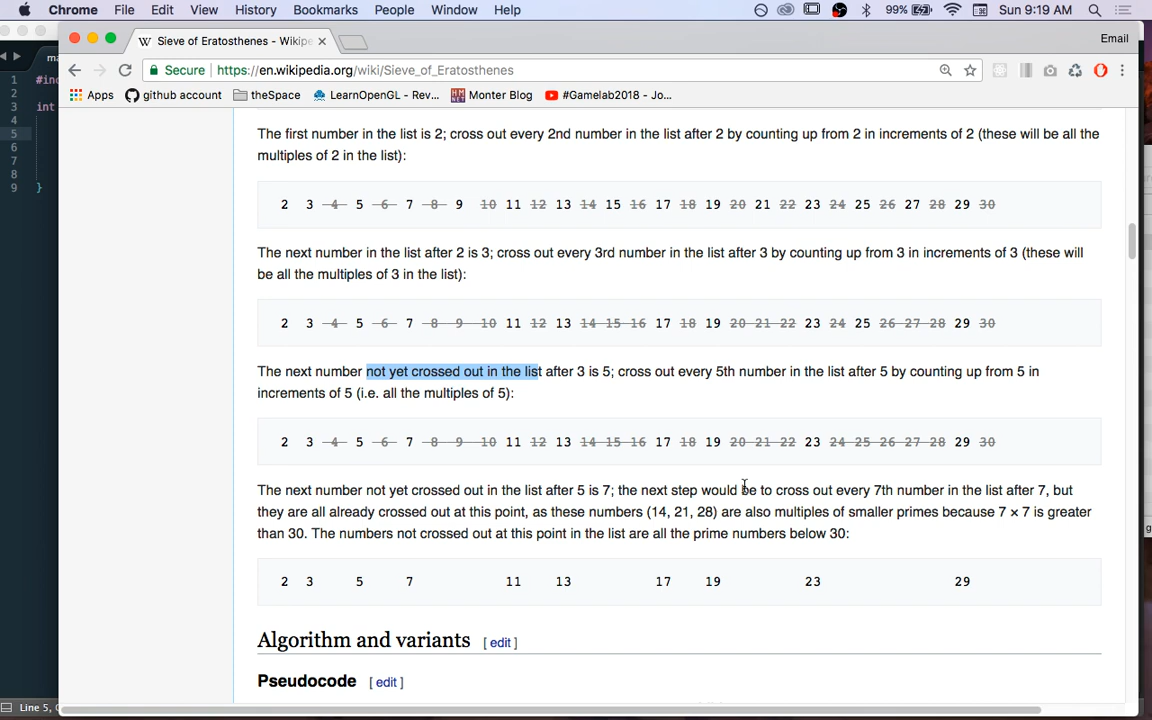 Chrome File Edit View History Bookmarks People Window Help 99% Sun 9:19 AM
W Sieve of Eratosthenes - Wikipe × Email
Secure | https://en.wikipedia.org/wiki/Sieve_of_Eratosthenes
Apps github account theSpace LearnOpenGL - Rev... Monter Blog #Gamelab2018 - Jo...
1 #inc
2
3 int
4
5
6
7
8
9 }
The first number in the list is 2; cross out every 2nd number in the list after 2 by counting up from 2 in increments of 2 (these will be all the
multiples of 2 in the list):
2 3 4 5 6 7 8 9 10 11 12 13 14 15 16 17 18 19 20 21 22 23 24 25 26 27 28 29 30
The next number in the list after 2 is 3; cross out every 3rd number in the list after 3 by counting up from 3 in increments of 3 (these will
be all the multiples of 3 in the list):
2 3 4 5 6 7 8 9 10 11 12 13 14 15 16 17 18 19 20 21 22 23 24 25 26 27 28 29 30
The next number not yet crossed out in the list after 3 is 5; cross out every 5th number in the list after 5 by counting up from 5 in
increments of 5 (i.e. all the multiples of 5):
2 3 4 5 6 7 8 9 10 11 12 13 14 15 16 17 18 19 20 21 22 23 24 25 26 27 28 29 30
The next number not yet crossed out in the list after 5 is 7; the next step would be to cross out every 7th number in the list after 7, but
they are all already crossed out at this point, as these numbers (14, 21, 28) are also multiples of smaller primes because 7 × 7 is greater
than 30. The numbers not crossed out at this point in the list are all the prime numbers below 30:
2 3 5 7 11 13 17 19 23 29
Algorithm and variants [ edit ]
Pseudocode [ edit ]
Line 5,